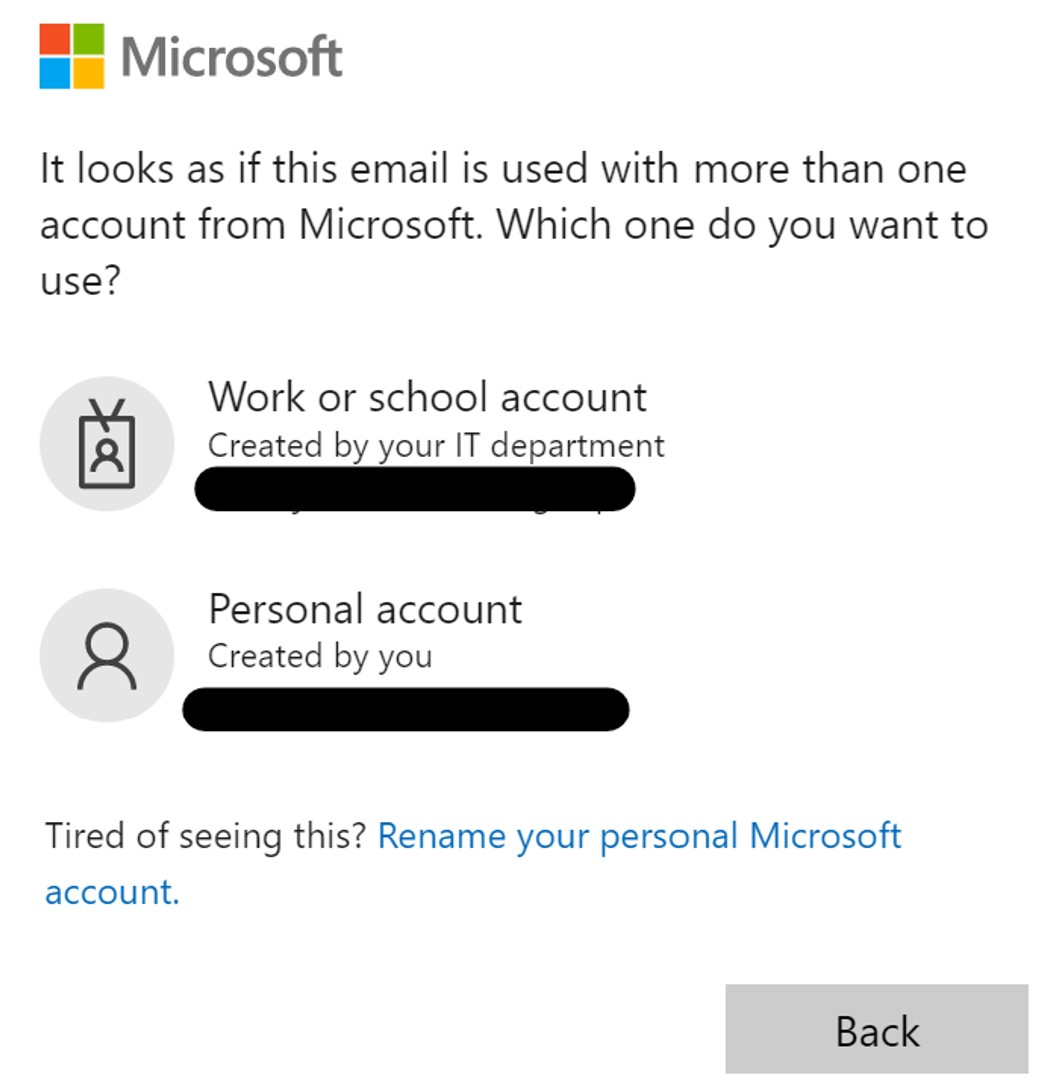 Microsoft
It looks as if this email is used with more than one
account from Microsoft. Which one do you want to
use?
Work or school account
Created by your IT department
Personal account
Created by you
Tired of seeing this? Rename your personal Microsoft
account.
Back